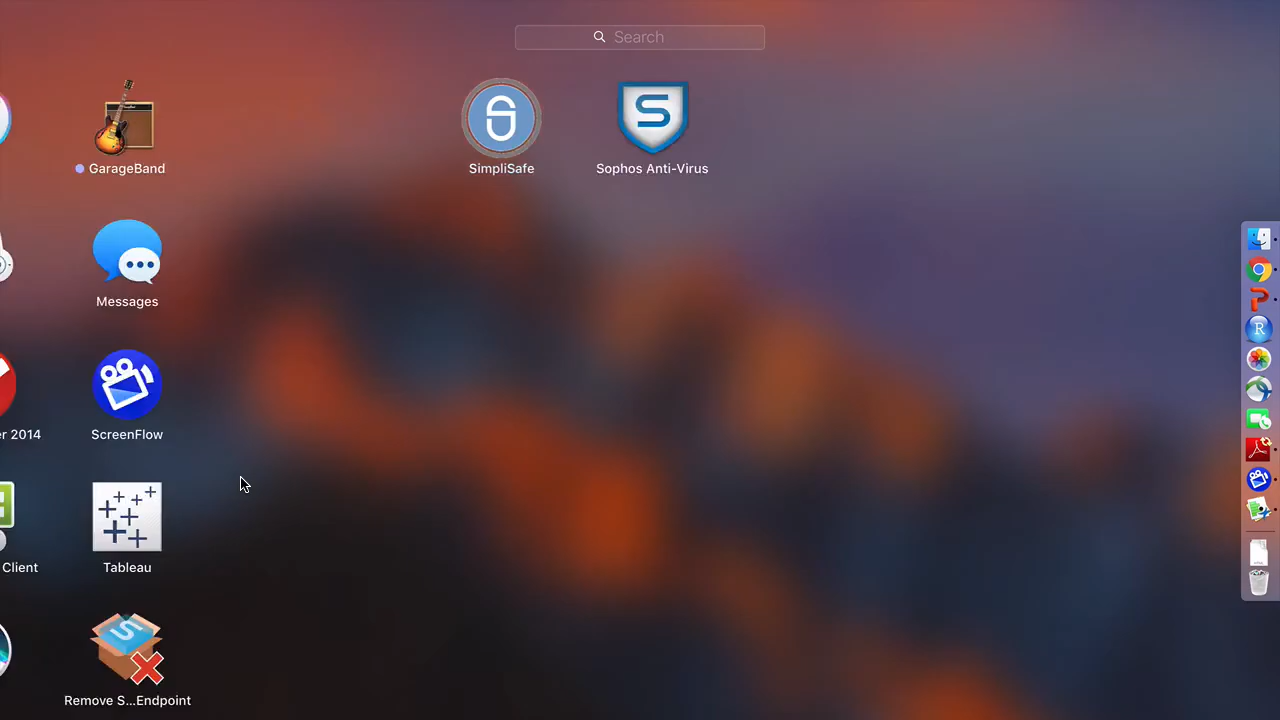 Search
GarageBand
SimpliSafe
Sophos Anti-Virus
Messages
er 2014
ScreenFlow
Client
Tableau
Remove S...Endpoint